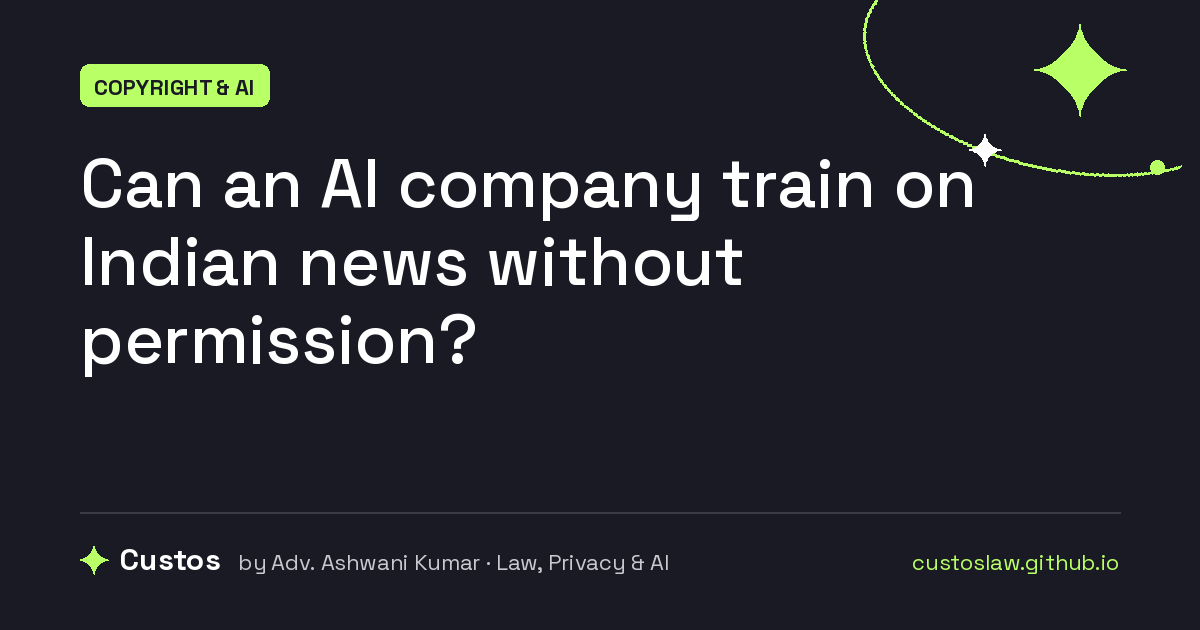 COPYRIGHT & AI
Can an AI company train on
Indian news without
permission?
Custos by Adv. Ashwani Kumar · Law, Privacy & AI
custoslaw.github.io